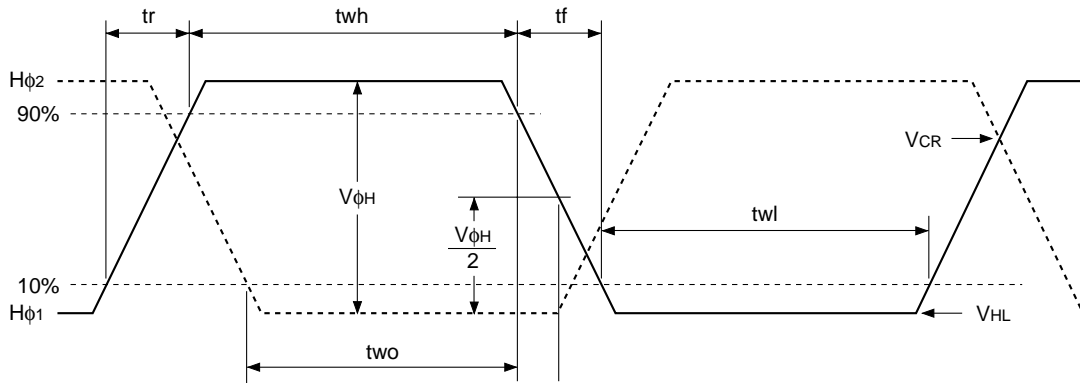 tr twh tf
Hϕ2
90%
VCR
VϕH
twl
VϕH
2
10%
Hϕ1
VHL
two